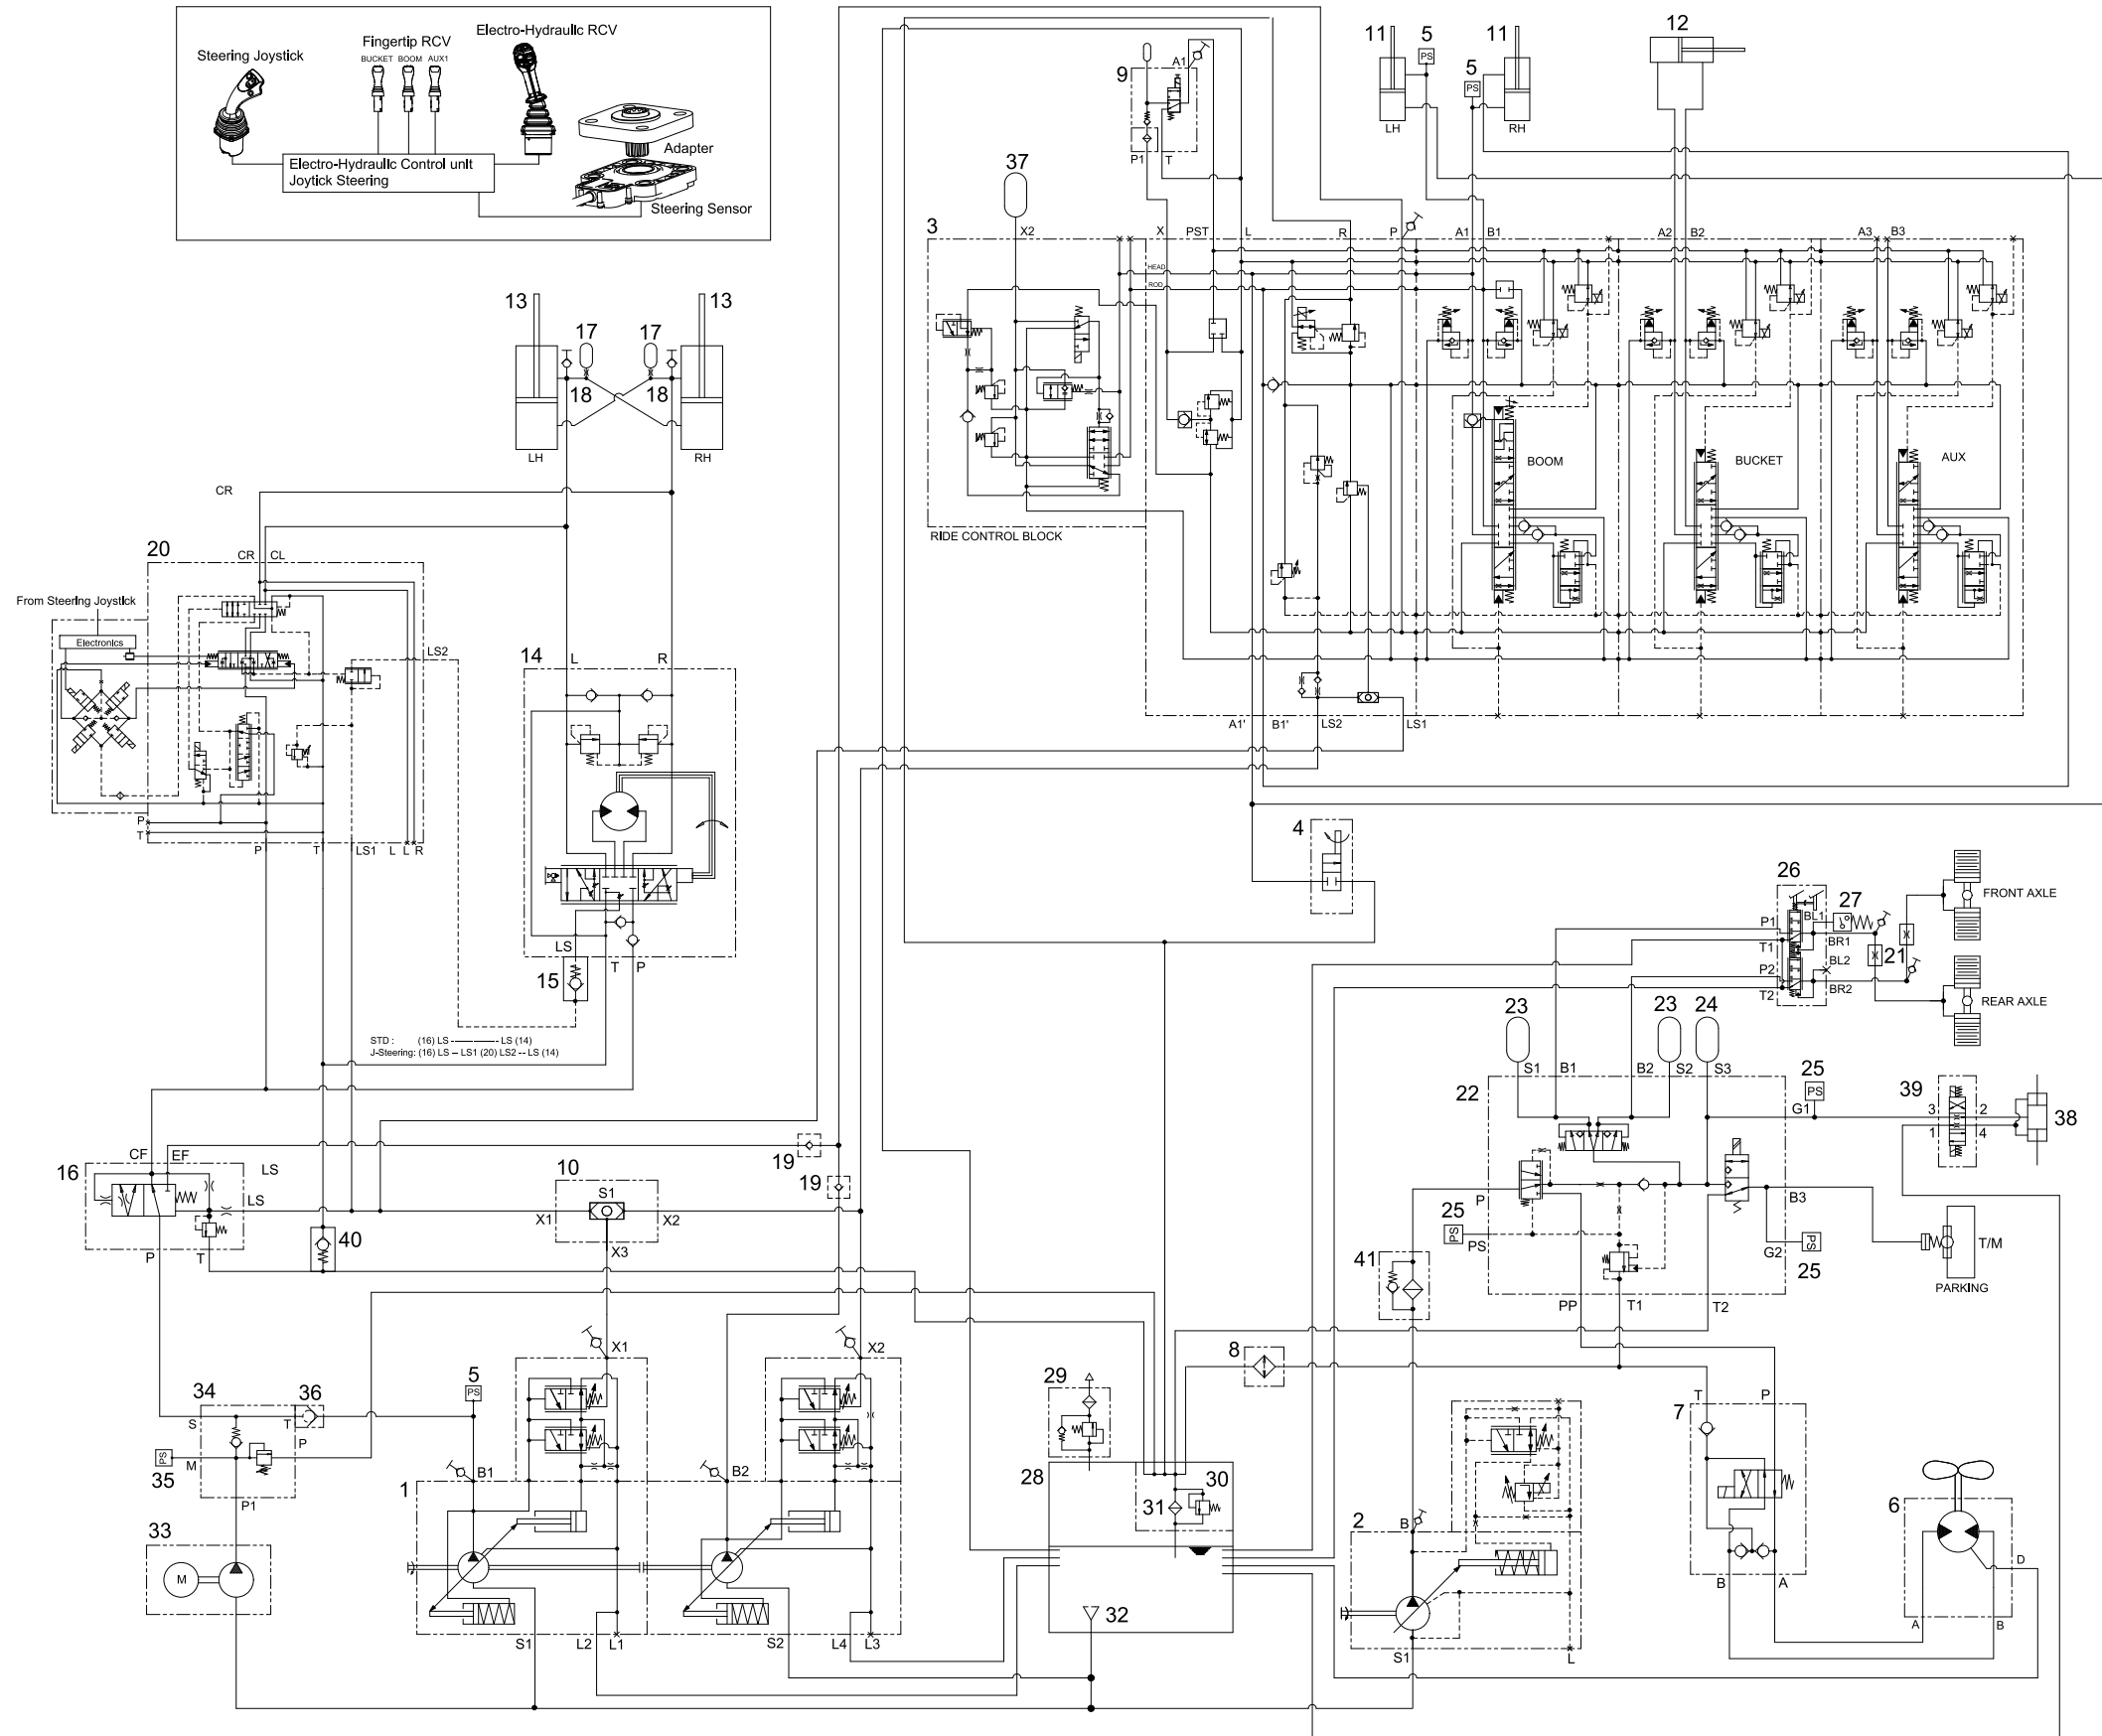 Steering Joystick
Fingertip RCV
BUCKET BOOM AUX1
Electro-Hydraulic RCV
Adapter
Electro-Hydraulic Control unit
Joytick Steering
Steering Sensor
9
A1
P1 T
11 5 5 11
PS
PS
LH RH
12
37
3
X2 X PST L R P A1 B1 A2 B2 A3 B3
HEAD
ROD
BOOM BUCKET AUX
RIDE CONTROL BLOCK
A1' B1' LS2 LS1
13 17 17 13
18 18
LH RH
CR
20
CR CL
From Steering Joystick
Electronics
LS2
P
T
P T LS1 L L R
14
L R
LS
T P
15
STD : (16) LS ------------ LS (14)
J-Steering: (16) LS -- LS1 (20) LS2 -- LS (14)
4
26
27
P1 BL1
T1 BR1
P2 BL2
T2 BR2
21
FRONT AXLE
REAR AXLE
23 23 24
S1 B1 B2 S2 S3
22
25
PS
G1
39
3 2
1 4
38
P
25
PS
PS
B3
G2
PS
25
T/M
PARKING
PP T1 T2
41
19
19
CF EF
16
LS
LS
P T
40
10
S1
X1 X2
X3
X1 X2
5
PS
34 36
S T
P
M
PS
35
P1
33
M
1
B1 B2
S1 L2 L1 S2 L4 L3
8
29
28
30
31
32
2
B
S1 L
7
T P
B A
6
D
A B